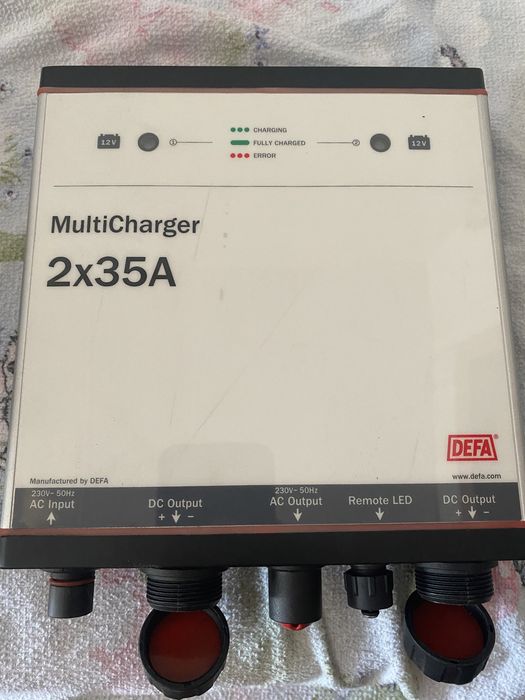 12V 1 CHARGING 2 12V
FULLY CHARGED
ERROR
MultiCharger
2x35A
DEFA®
Manufactured by DEFA
www.defa.com
230V~ 50Hz
AC Input
DC Output
+ -
230V~ 50Hz
AC Output
Remote LED
DC Output
+ -